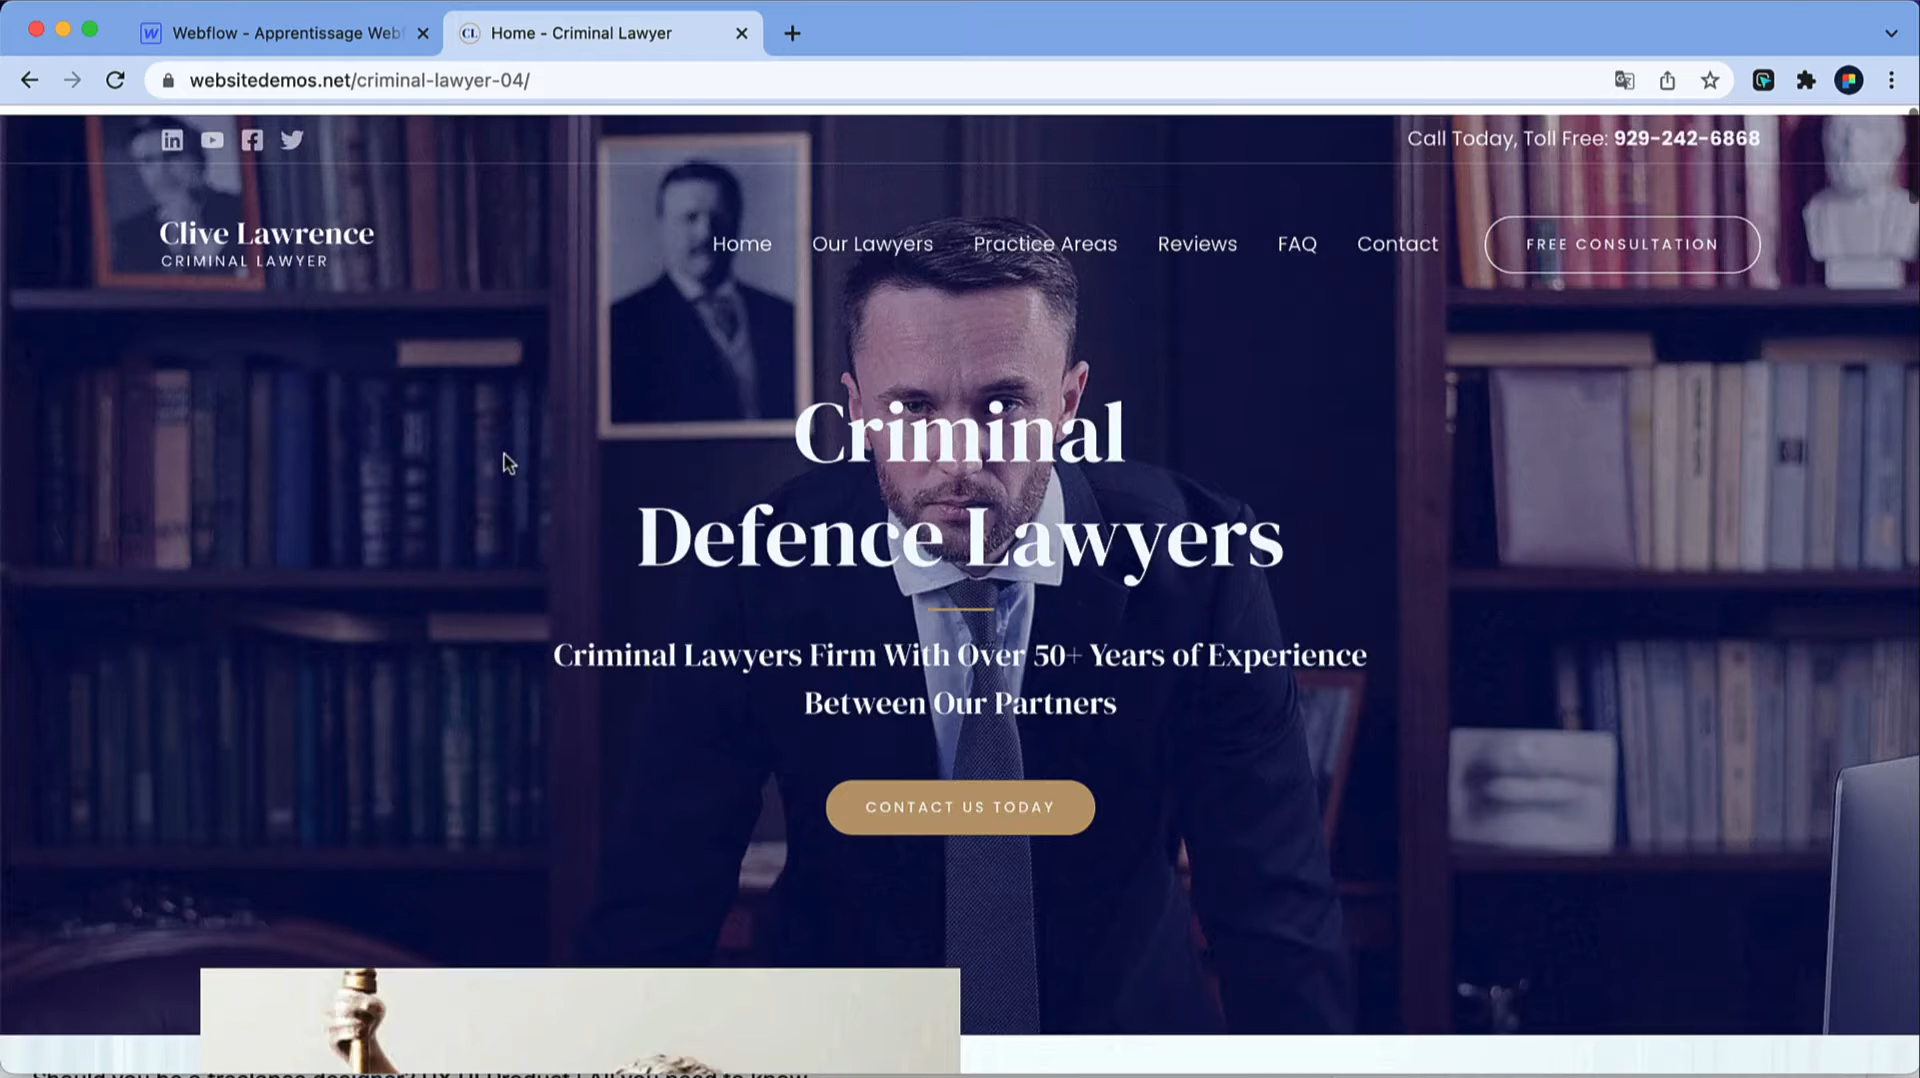 Webflow - Apprentissage Webf
CL Home - Criminal Lawyer
websitedemos.net/criminal-lawyer-04/
Call Today, Toll Free: 929-242-6868
Clive Lawrence
CRIMINAL LAWYER
Home Our Lawyers Practice Areas Reviews FAQ Contact FREE CONSULTATION
Criminal
Defence Lawyers
Criminal Lawyers Firm With Over 50+ Years of Experience
Between Our Partners
CONTACT US TODAY